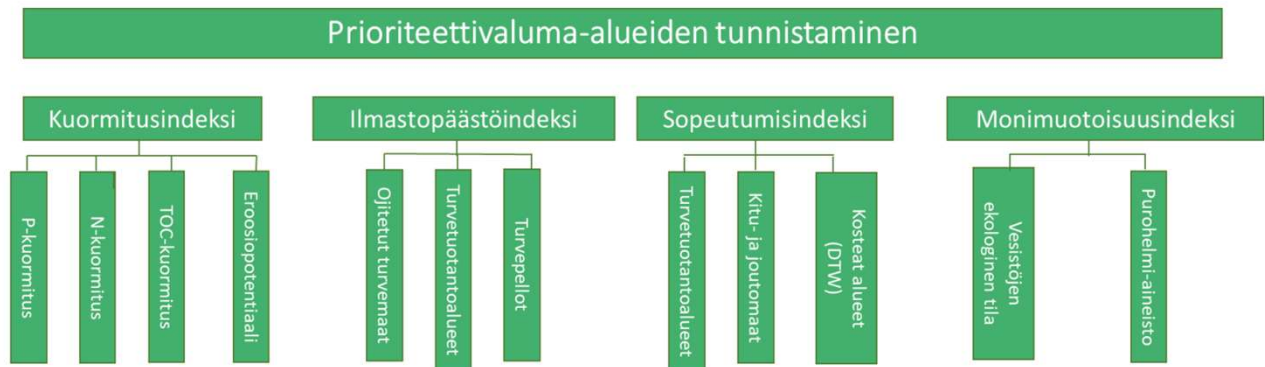 Prioriteettivaluma-alueiden tunnistaminen
Kuormitusindeksi
P-kuormitus
N-kuormitus
TOC-kuormitus
Eroosiopotentiaali
Ilmastopäästöindeksi
Ojitetut turvemaat
Turvetuotantoalueet
Turvepellot
Sopeutumisindeksi
Turvetuotantoalueet
Kitu- ja joutomaat
Kosteat alueet
(DTW)
Monimuotoisuusindeksi
Vesistöjen
ekologinen tila
Purohelmi-aineisto